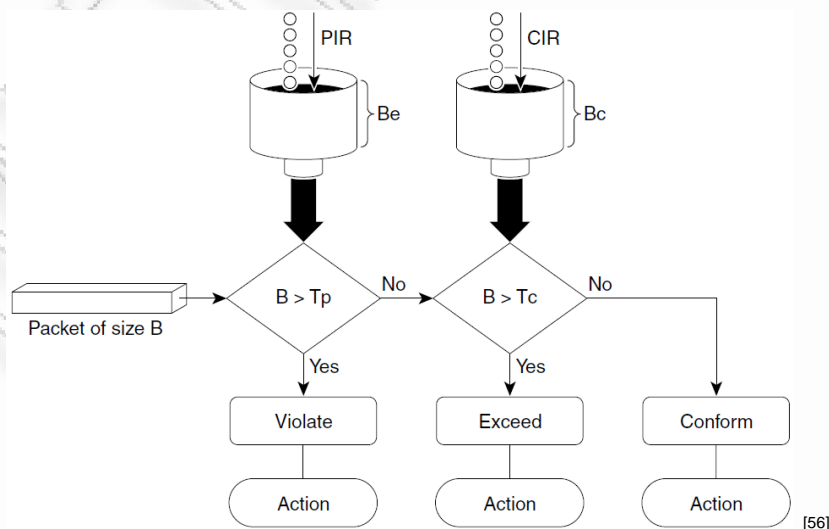 PIR
CIR
Be
Bc
B > Tp
No
B > Tc
No
Packet of size B
Yes
Yes
Violate
Exceed
Conform
Action
Action
Action
[56]